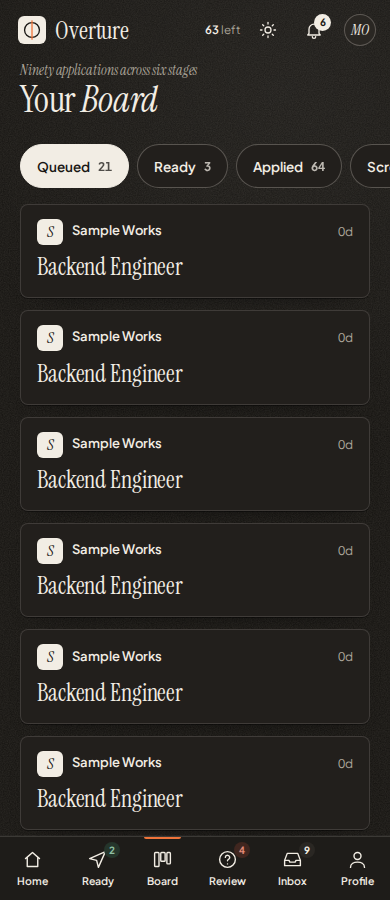 Overture
63 left
6
MO
Ninety applications across six stages
Your Board
Queued 21
Ready 3
Applied 64
Scr
S Sample Works 0d
Backend Engineer
S Sample Works 0d
Backend Engineer
S Sample Works 0d
Backend Engineer
S Sample Works 0d
Backend Engineer
S Sample Works 0d
Backend Engineer
S Sample Works 0d
Backend Engineer
2
4
9
Home
Ready
Board
Review
Inbox
Profile